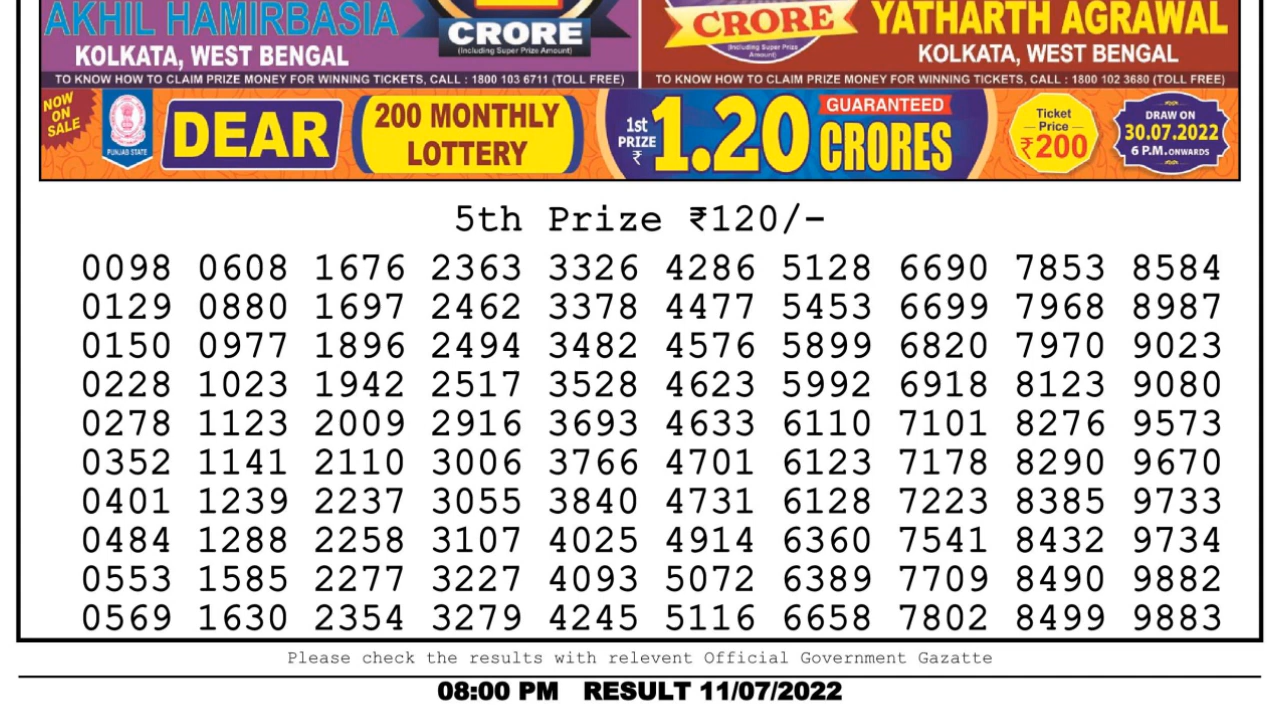 AKHIL HAMIRBASIA
KOLKATA, WEST BENGAL
CRORE
(Including Super Prize Amount)
CRORE
(Including Super Prize
Amount)
YATHARTH AGRAWAL
KOLKATA, WEST BENGAL
TO KNOW HOW TO CLAIM PRIZE MONEY FOR WINNING TICKETS, CALL : 1800 103 6711 (TOLL FREE)
TO KNOW HOW TO CLAIM PRIZE MONEY FOR WINNING TICKETS, CALL : 1800 102 3680 (TOLL FREE)
NOW
ON
SALE
PUNJAB STATE
DEAR
200 MONTHLY
LOTTERY
1st
PRIZE
₹
1.20
GUARANTEED
CRORES
Ticket
Price
₹200
DRAW ON
30.07.2022
6 P.M. ONWARDS
5th Prize ₹120/-
0098 0608 1676 2363 3326 4286 5128 6690 7853 8584
0129 0880 1697 2462 3378 4477 5453 6699 7968 8987
0150 0977 1896 2494 3482 4576 5899 6820 7970 9023
0228 1023 1942 2517 3528 4623 5992 6918 8123 9080
0278 1123 2009 2916 3693 4633 6110 7101 8276 9573
0352 1141 2110 3006 3766 4701 6123 7178 8290 9670
0401 1239 2237 3055 3840 4731 6128 7223 8385 9733
0484 1288 2258 3107 4025 4914 6360 7541 8432 9734
0553 1585 2277 3227 4093 5072 6389 7709 8490 9882
0569 1630 2354 3279 4245 5116 6658 7802 8499 9883
Please check the results with relevent Official Government Gazatte
08:00 PM RESULT 11/07/2022